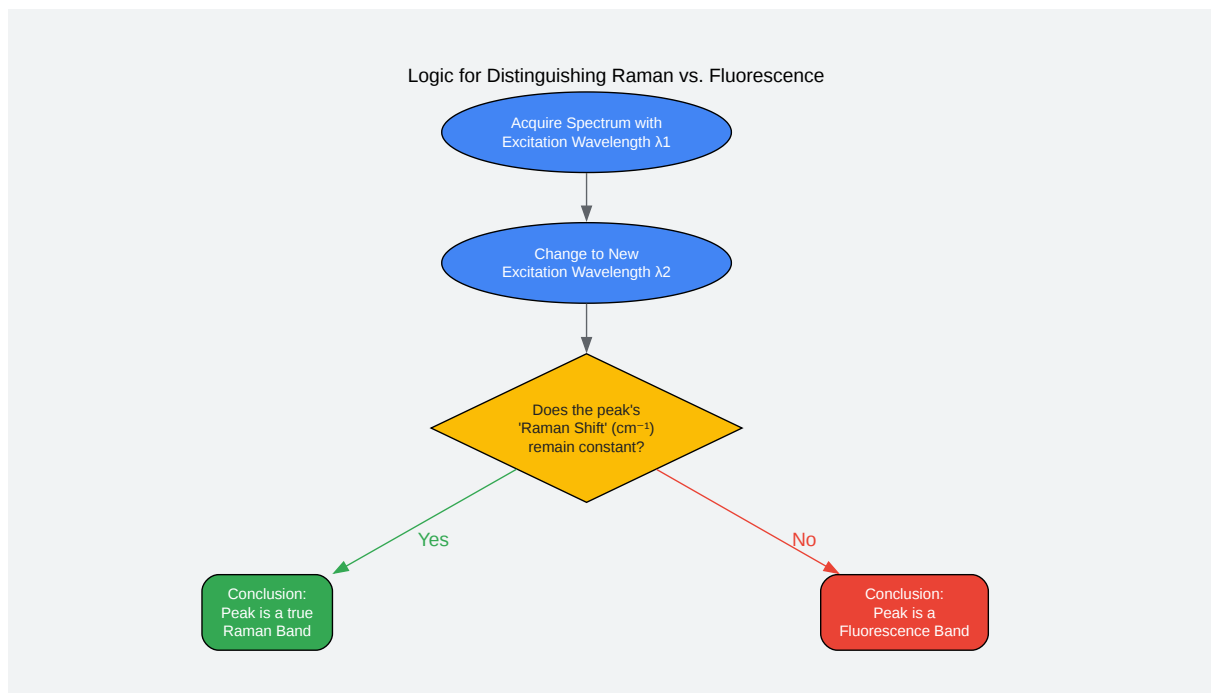 Logic for Distinguishing Raman vs. Fluorescence
Acquire Spectrum with
Excitation Wavelength λ1
Change to New
Excitation Wavelength λ2
Does the peak's
'Raman Shift' (cm⁻¹)
remain constant?
Yes
No
Conclusion:
Peak is a true
Raman Band
Conclusion:
Peak is a
Fluorescence Band